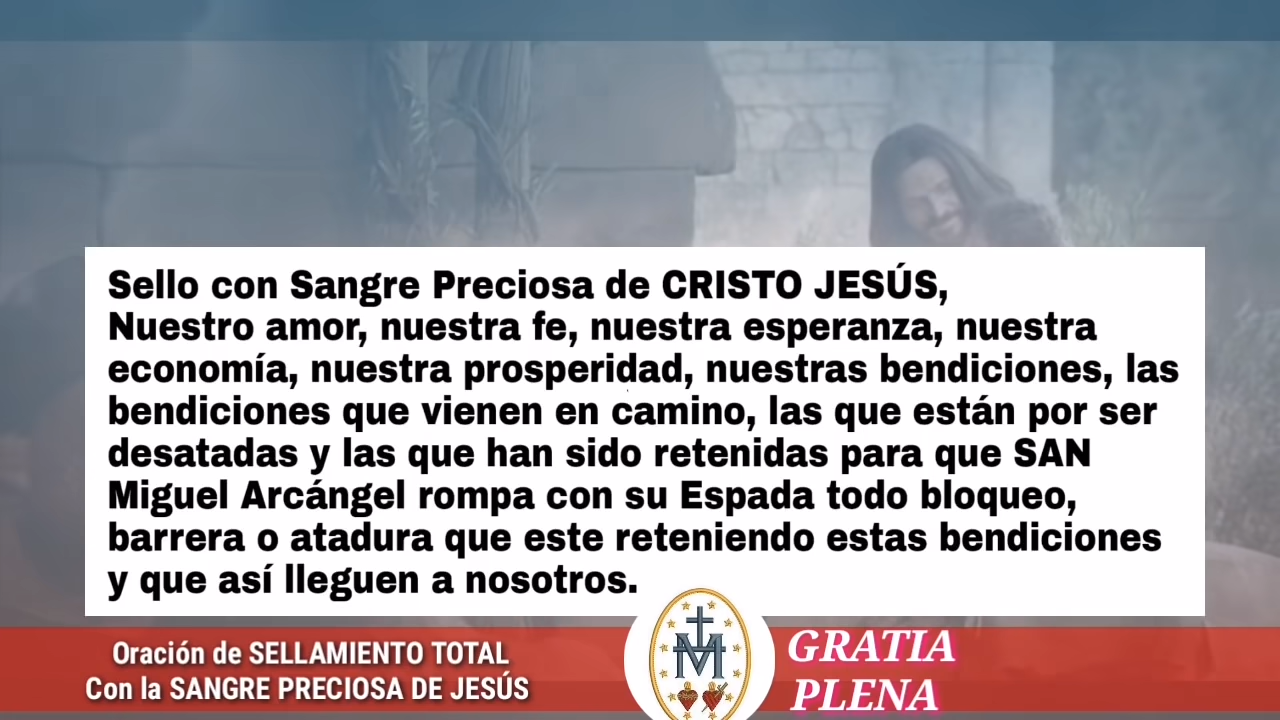 Sello con Sangre Preciosa de CRISTO JESÚS,
Nuestro amor, nuestra fe, nuestra esperanza, nuestra
economía, nuestra prosperidad, nuestras bendiciones, las
bendiciones que vienen en camino, las que están por ser
desatadas y las que han sido retenidas para que SAN
Miguel Arcángel rompa con su Espada todo bloqueo,
barrera o atadura que este reteniendo estas bendiciones
y que así lleguen a nosotros.
Oración de SELLAMIENTO TOTAL
Con la SANGRE PRECIOSA DE JESÚS
M
GRATIA
PLENA